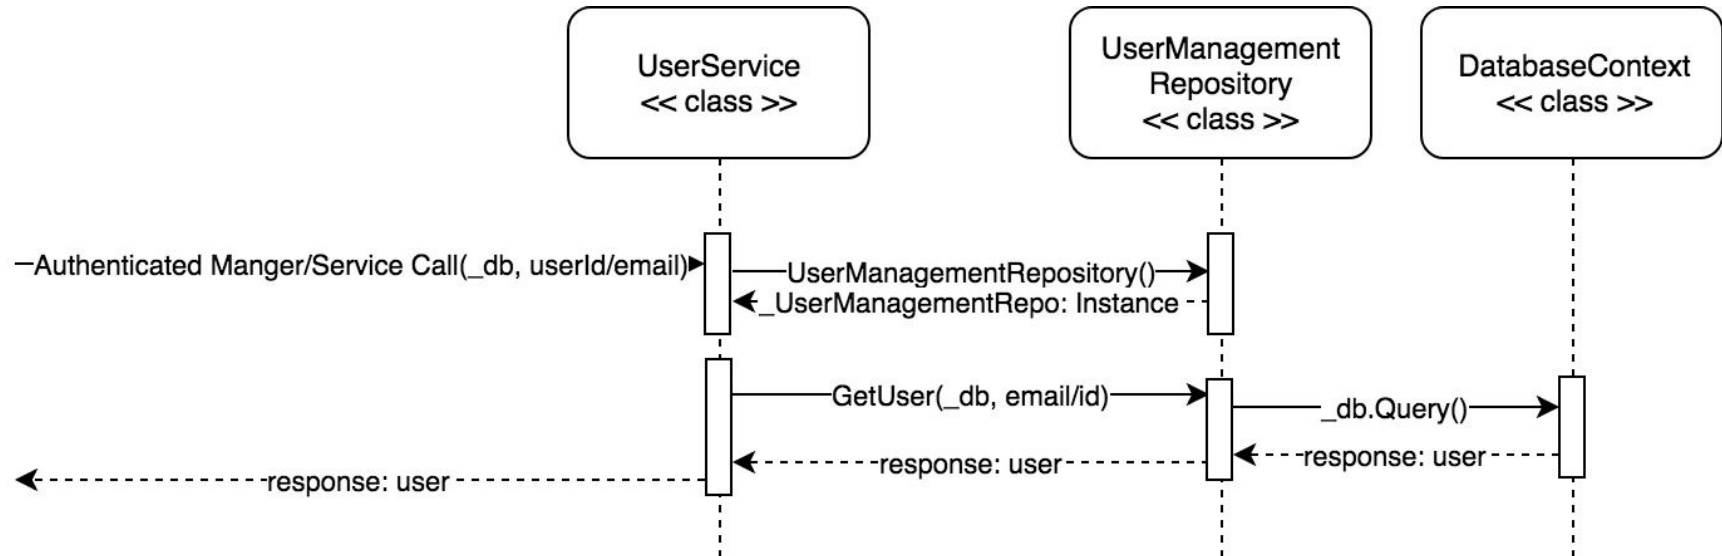 UserService
<< class >>
UserManagement
Repository
<< class >>
DatabaseContext
<< class >>
Authenticated Manger/Service Call(_db, userId/email)
UserManagementRepository()
_UserManagementRepo: Instance
GetUser(_db, email/id)
_db.Query()
response: user
response: user
response: user